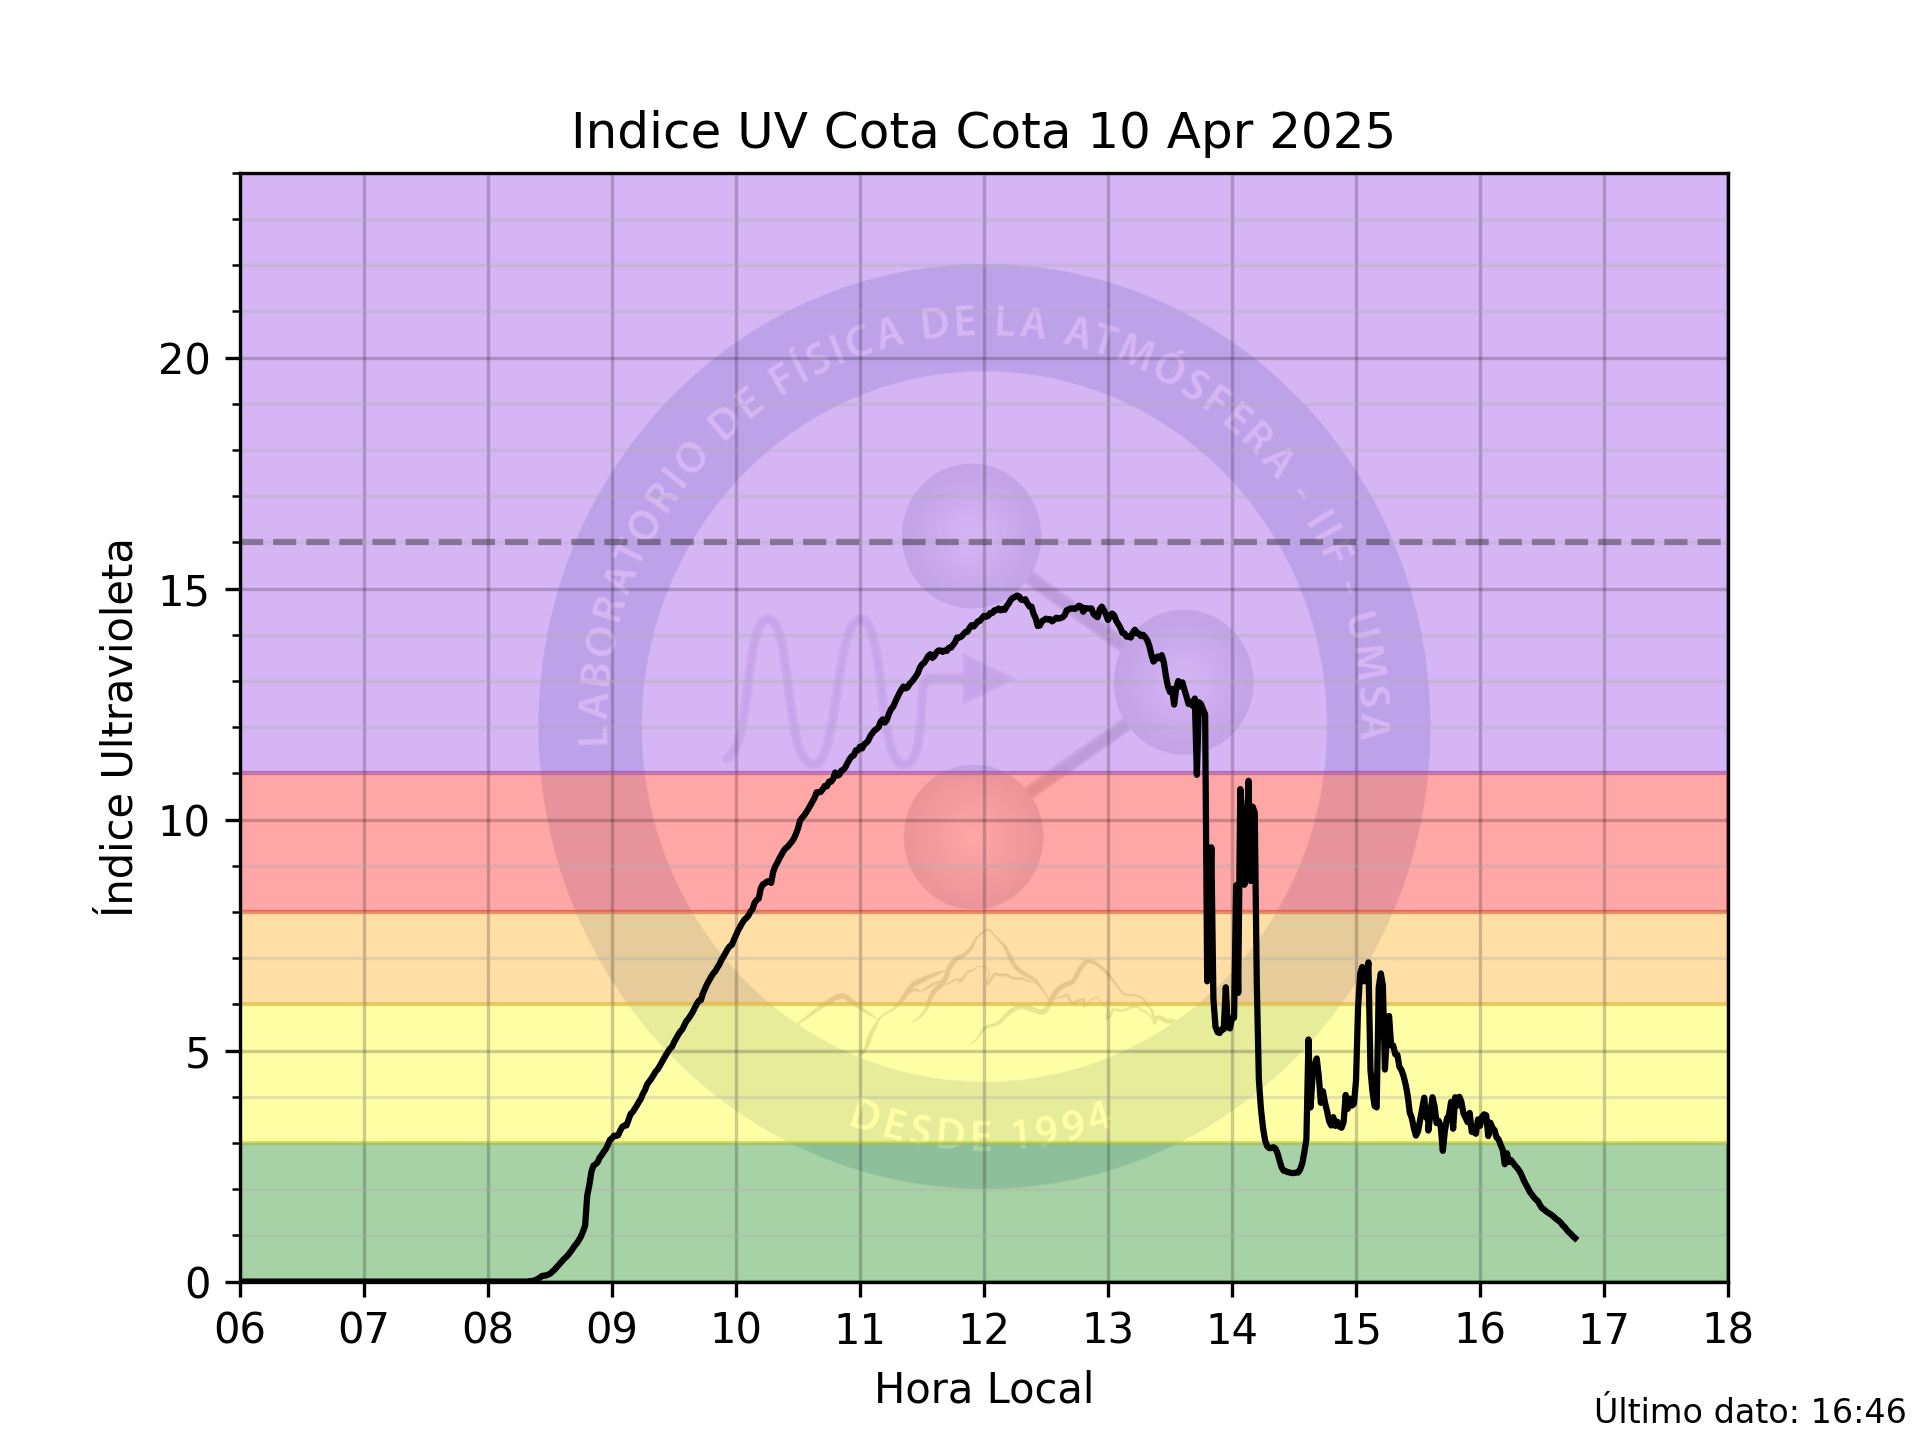 Indice UV Cota Cota 10 Apr 2025
LABORATORIO DE FÍSICA DE LA ATMÓSFERA - IIF - UMSA
DESDE 1994
Índice Ultravioleta
20
15
10
5
0
06 07 08 09 10 11 12 13 14 15 16 17 18
Hora Local
Último dato: 16:46